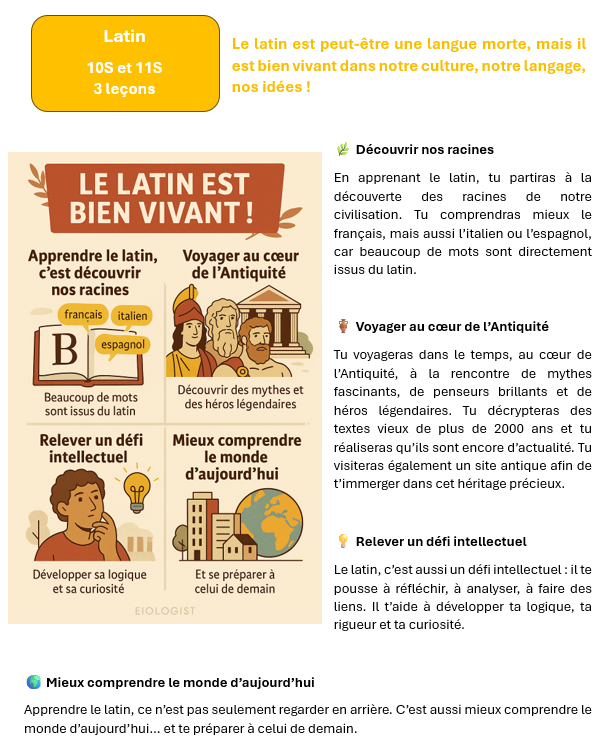 Latin
10S et 11S
3 leçons
Le latin est peut-être une langue morte, mais il
est bien vivant dans notre culture, notre langage,
nos idées !
LE LATIN EST
BIEN VIVANT !
Apprendre le latin,
c'est découvrir
nos racines
français
italien
espagnol
B
Beaucoup de mots
sont issus du latin
Voyager au cœur
de l'Antiquité
Découvrir des mythes et
des héros légendaires
Relever un défi
intellectuel
Développer sa logique
et sa curiosité
Mieux comprendre
le monde
d'aujourd'hui
Et se préparer à
celui de demain
EIOLOGIST
Découvrir nos racines
En apprenant le latin, tu partiras à la
découverte des racines de notre
civilisation. Tu comprendras mieux le
français, mais aussi l'italien ou l'espagnol,
car beaucoup de mots sont directement
issus du latin.
Voyager au cœur de l'Antiquité
Tu voyageras dans le temps, au cœur de
l'Antiquité, à la rencontre de mythes
fascinants, de penseurs brillants et de
héros légendaires. Tu décrypteras des
textes vieux de plus de 2000 ans et tu
réaliseras qu'ils sont encore d'actualité. Tu
visiteras également un site antique afin de
t'immerger dans cet héritage précieux.
Relever un défi intellectuel
Le latin, c'est aussi un défi intellectuel : il te
pousse à réfléchir, à analyser, à faire des
liens. Il t'aide à développer ta logique, ta
rigueur et ta curiosité.
Mieux comprendre le monde d'aujourd'hui
Apprendre le latin, ce n'est pas seulement regarder en arrière. C'est aussi mieux comprendre le
monde d'aujourd'hui... et te préparer à celui de demain.